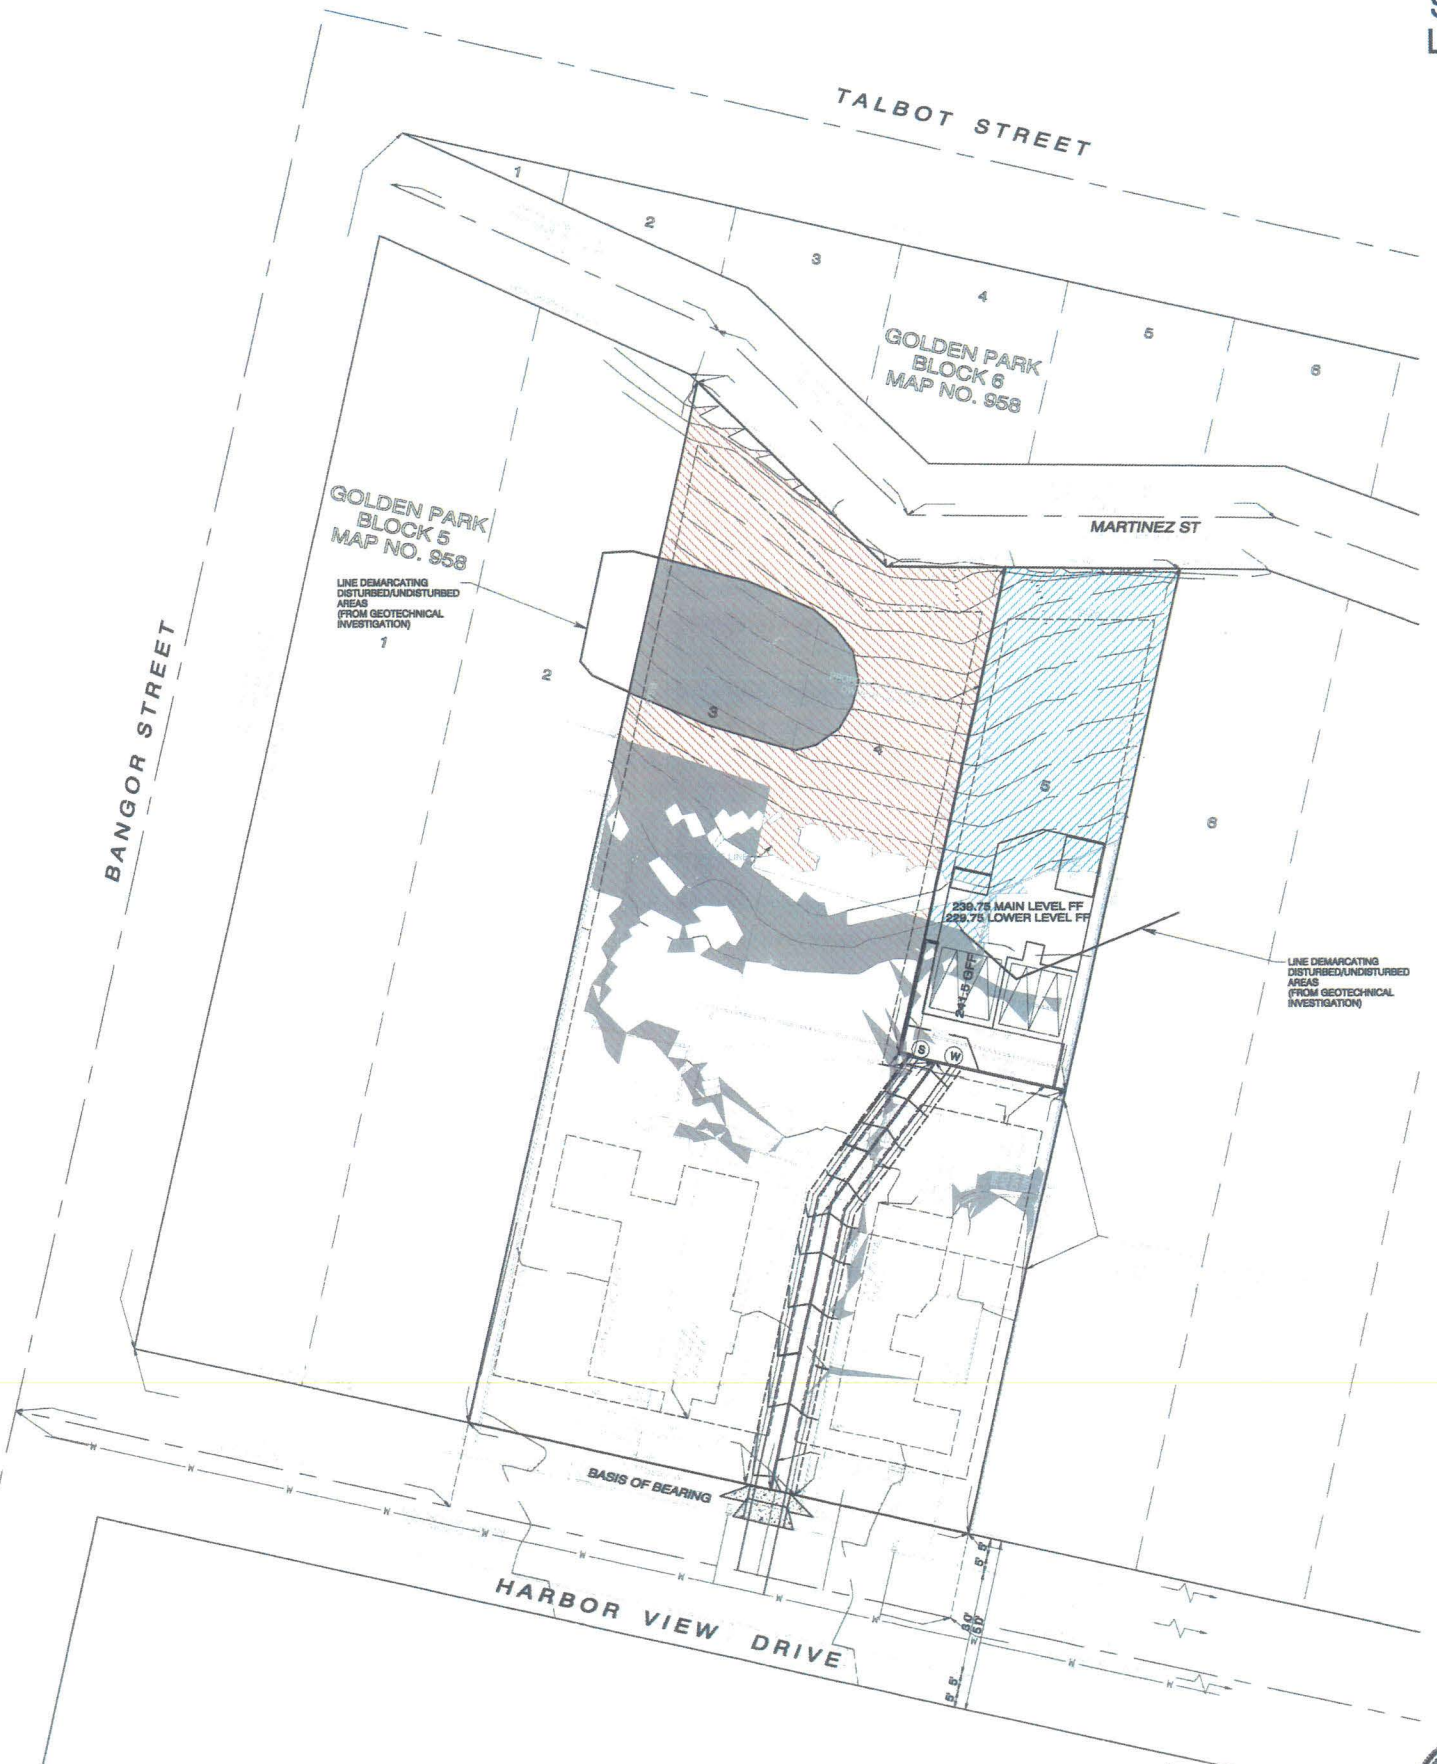 TALBOT STREET
1
2
3
4
5
6
GOLDEN PARK
BLOCK 6
MAP NO. 958
MARTINEZ ST
GOLDEN PARK
BLOCK 5
MAP NO. 958
LINE DEMARCATING
DISTURBED/UNDISTURBED
AREAS
(FROM GEOTECHNICAL
INVESTIGATION)
1
2
3
4
5
6
BANGOR STREET
239.75 MAIN LEVEL FF
229.75 LOWER LEVEL FF
241.5 GFF
LINE DEMARCATING
DISTURBED/UNDISTURBED
AREAS
(FROM GEOTECHNICAL
INVESTIGATION)
S
W
BASIS OF BEARING
W
W
W
W
W
W
W
W
W
W
W
W
HARBOR VIEW DRIVE
5' 5'
30'
50'
5' 5'